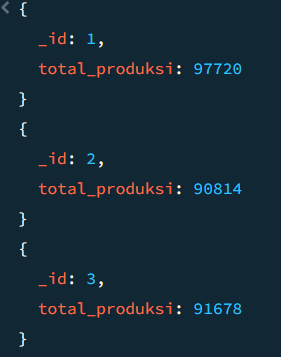 {
_id: 1,
total_produksi: 97720
}
{
_id: 2,
total_produksi: 90814
}
{
_id: 3,
total_produksi: 91678
}